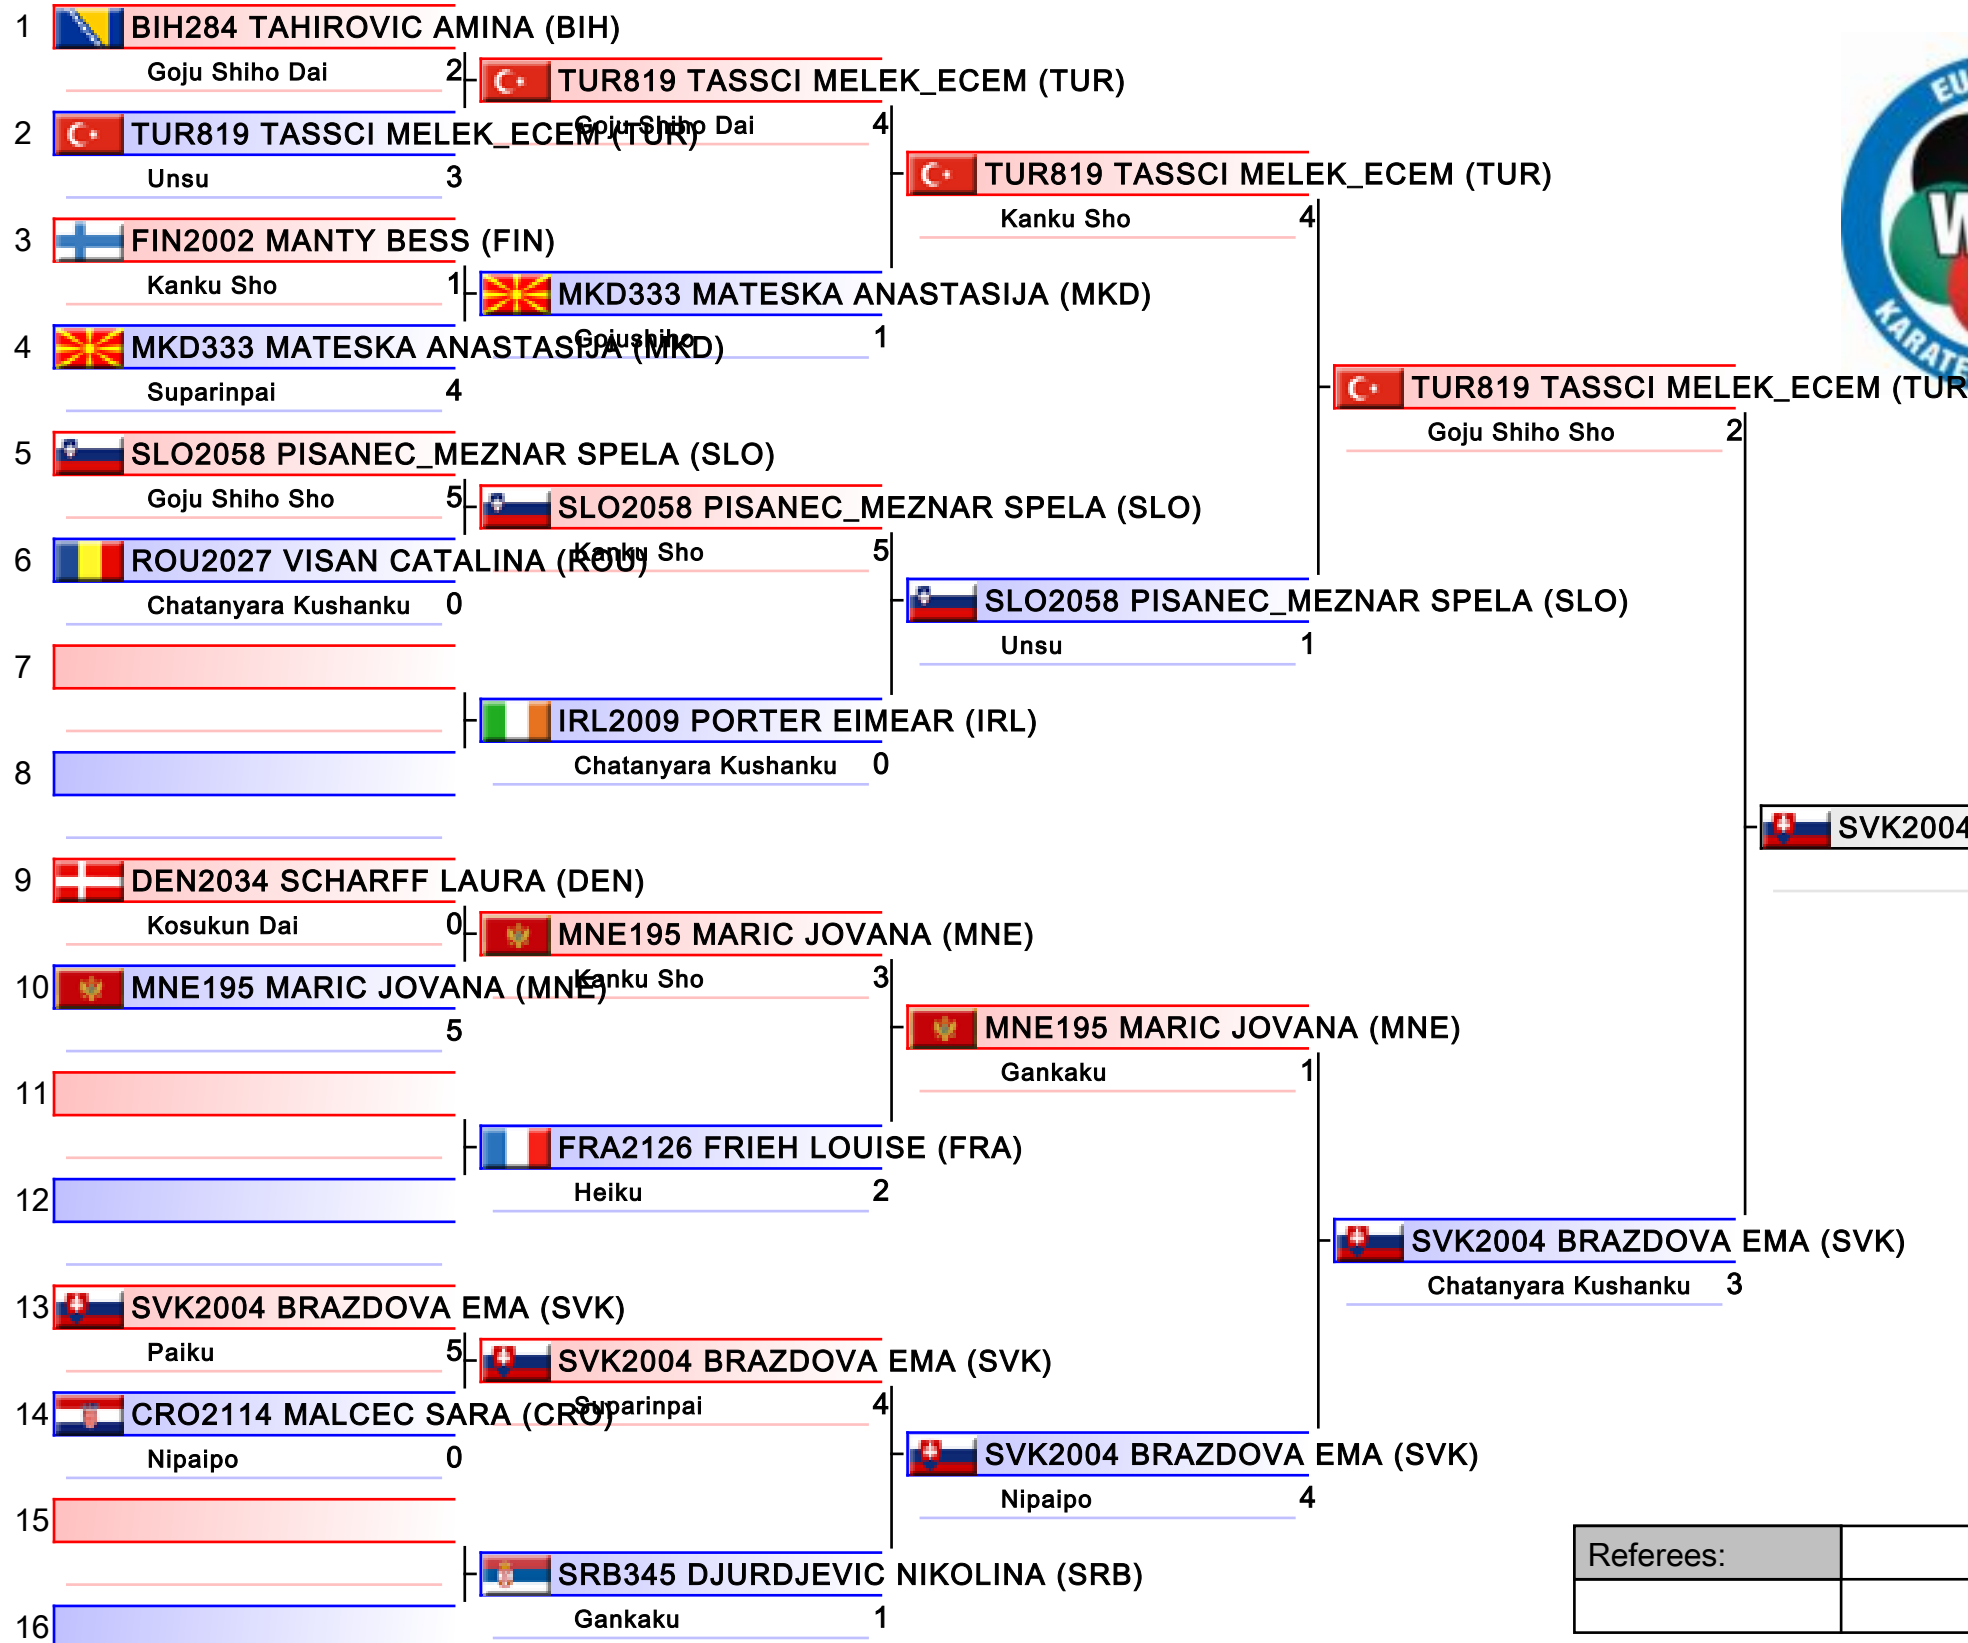 1 BIH284 TAHIROVIC AMINA (BIH)
Goju Shiho Dai 2
2 TUR819 TASSCI MELEK_ECEM (TUR)
Unsu 3
3 FIN2002 MANTY BESS (FIN)
Kanku Sho 1
4 MKD333 MATESKA ANASTASIJA (MKD)
Suparinpai 4
5 SLO2058 PISANEC_MEZNAR SPELA (SLO)
Goju Shiho Sho 5
6 ROU2027 VISAN CATALINA (ROU)
Chatanyara Kushanku 0
7
8
9 DEN2034 SCHARFF LAURA (DEN)
Kosukun Dai 0
10 MNE195 MARIC JOVANA (MNE)
5
11
12
13 SVK2004 BRAZDOVA EMA (SVK)
Paiku 5
14 CRO2114 MALCEC SARA (CRO)
Nipaipo 0
15
16
TUR819 TASSCI MELEK_ECEM (TUR)
Goju Shiho Dai 4
MKD333 MATESKA ANASTASIJA (MKD)
Gojushiho 1
SLO2058 PISANEC_MEZNAR SPELA (SLO)
Kanku Sho 5
IRL2009 PORTER EIMEAR (IRL)
Chatanyara Kushanku 0
MNE195 MARIC JOVANA (MNE)
Kanku Sho 3
FRA2126 FRIEH LOUISE (FRA)
Heiku 2
SVK2004 BRAZDOVA EMA (SVK)
Suparinpai 4
SRB345 DJURDJEVIC NIKOLINA (SRB)
Gankaku 1
TUR819 TASSCI MELEK_ECEM (TUR)
Kanku Sho 4
SLO2058 PISANEC_MEZNAR SPELA (SLO)
Unsu 1
MNE195 MARIC JOVANA (MNE)
Gankaku 1
SVK2004 BRAZDOVA EMA (SVK)
Nipaipo 4
TUR819 TASSCI MELEK_ECEM (TUR
Goju Shiho Sho 2
SVK2004 BRAZDOVA EMA (SVK)
Chatanyara Kushanku 3
SVK2004
EU
W
KARATE
Referees: